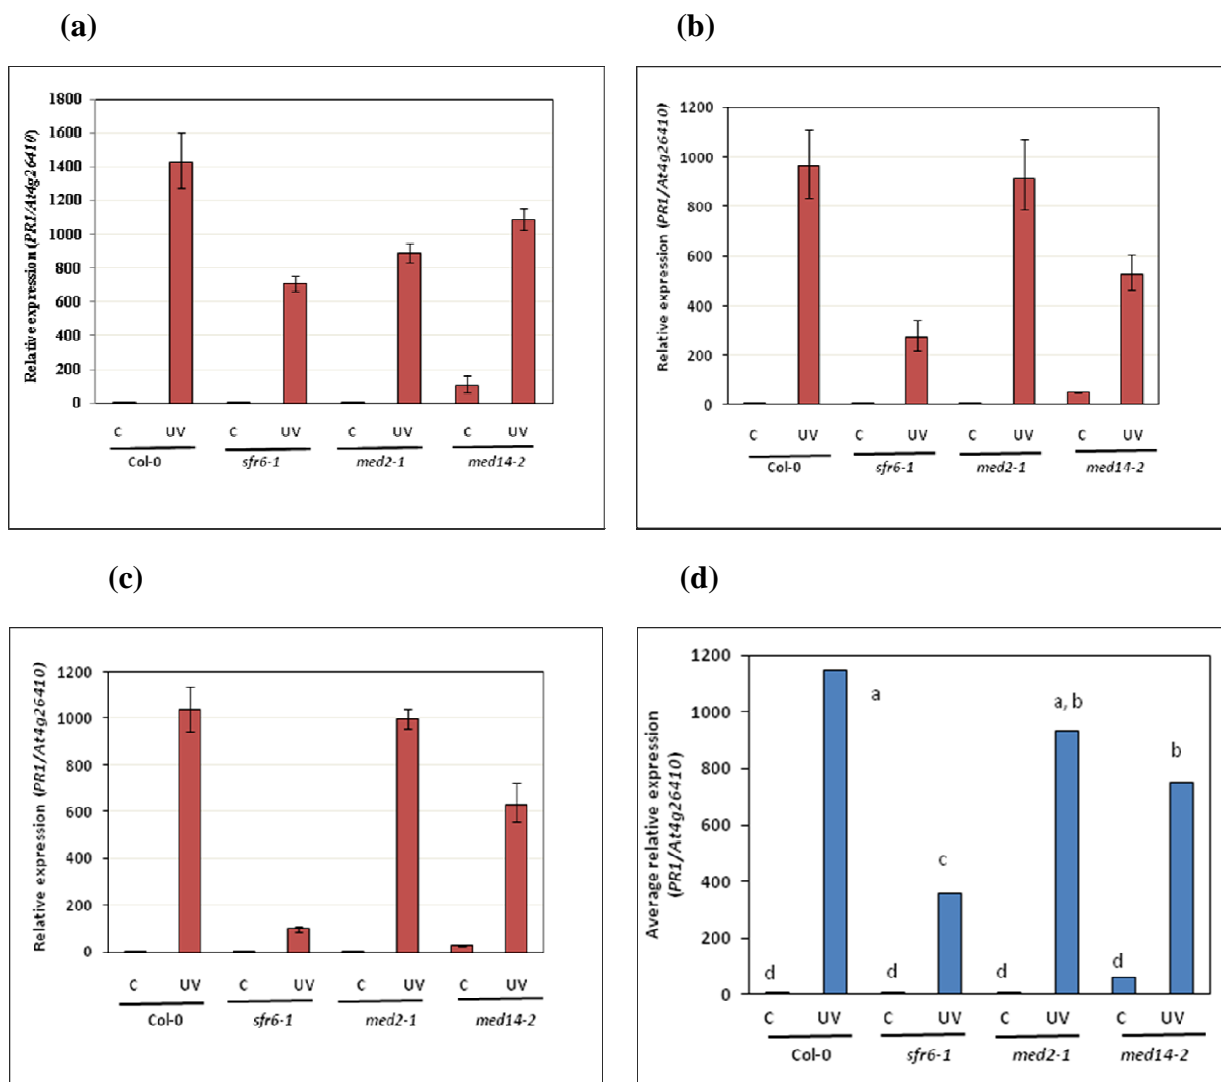 (a)
Relative expression (PR1/At4g26410)
1800
1600
1400
1200
1000
800
600
400
200
0
C UV C UV C UV C UV
Col-0 sfr6-1 med2-1 med14-2
(b)
Relative expression (PR1/At4g26410)
1200
1000
800
600
400
200
0
C UV C UV C UV C UV
Col-0 sfr6-1 med2-1 med14-2
(c)
Relative expression (PR1/At4g26410)
1200
1000
800
600
400
200
0
C UV C UV C UV C UV
Col-0 sfr6-1 med2-1 med14-2
(d)
Average relative expression
(PR1/At4g26410)
1200
1000
800
600
400
200
0
a
a, b
b
c
d d d d
C UV C UV C UV C UV
Col-0 sfr6-1 med2-1 med14-2